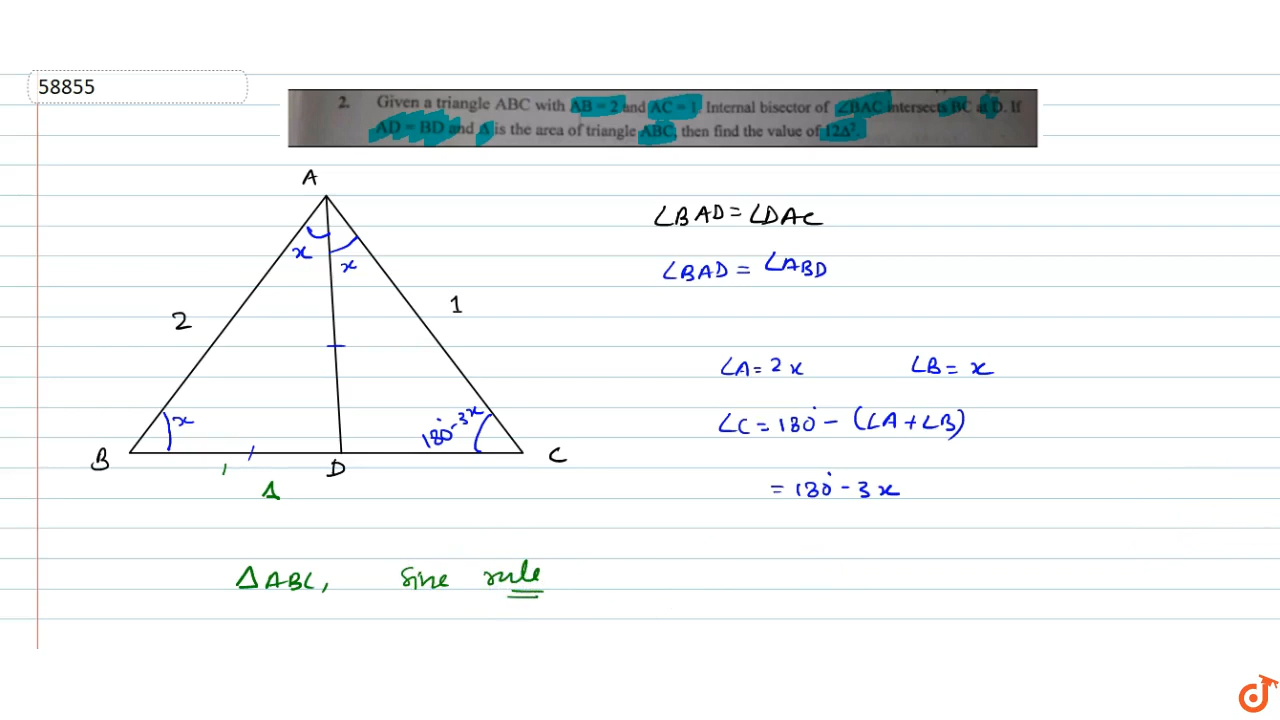 58855
2. Given a triangle ABC with AB = 2 and AC = 1. Internal bisector of ∠BAC intersects BC at D. If
AD = BD and Δ is the area of triangle ABC, then find the value of 12Δ².
A
∠BAD = ∠DAC
x
x
∠BAD = ∠ABD
2
1
∠A = 2x ∠B = x
x
180° - 3x
∠C = 180° - (∠A + ∠B)
B
D
C
Δ
= 180° - 3x
ΔABC, Sine rule